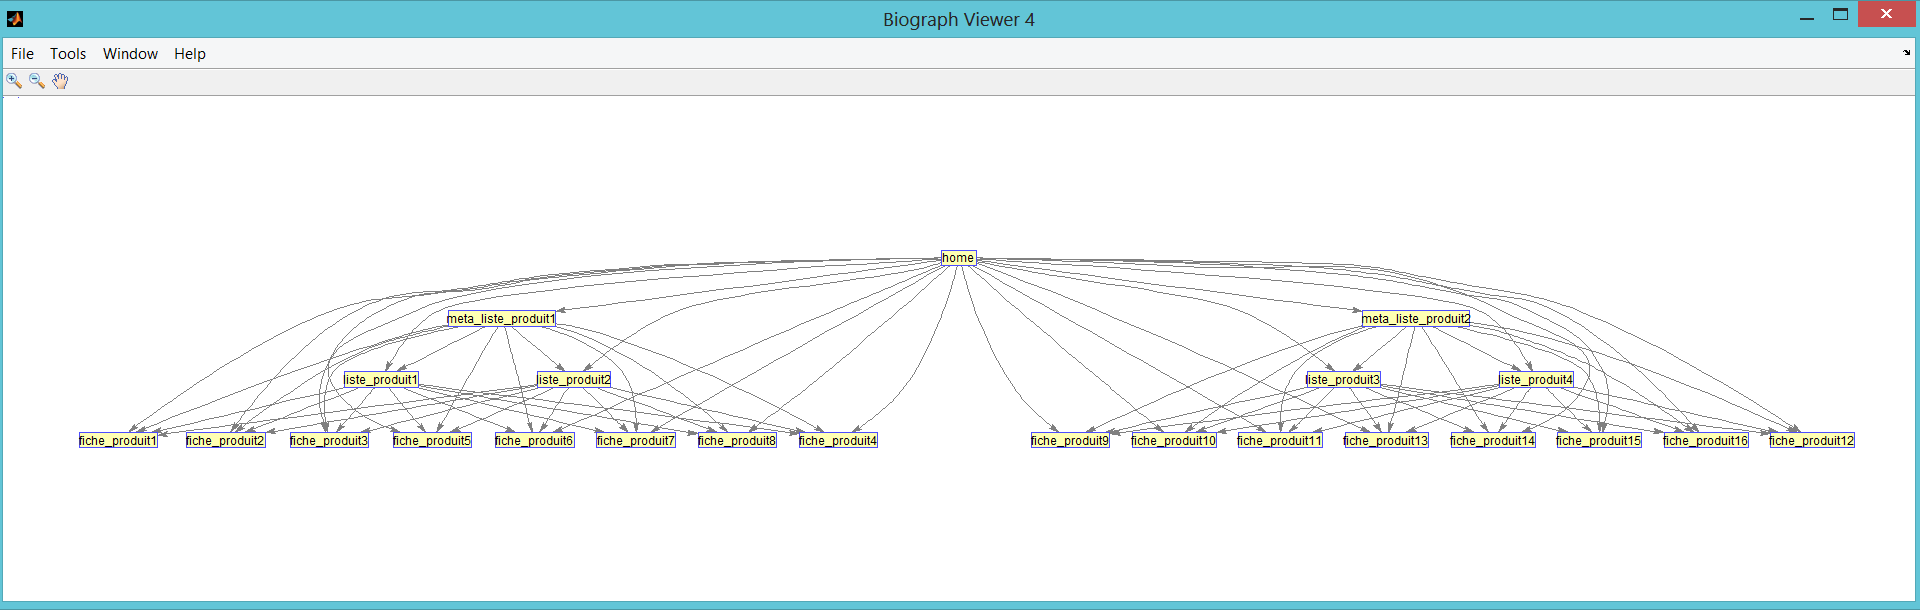 Biograph Viewer 4
File Tools Window Help
home
meta_liste_produit1 meta_liste_produit2
liste_produit1 liste_produit2 liste_produit3 liste_produit4
fiche_produit1 fiche_produit2 fiche_produit3 fiche_produit5 fiche_produit6 fiche_produit7 fiche_produit8 fiche_produit4 fiche_produit9 fiche_produit10 fiche_produit11 fiche_produit13 fiche_produit14 fiche_produit15 fiche_produit16 fiche_produit12